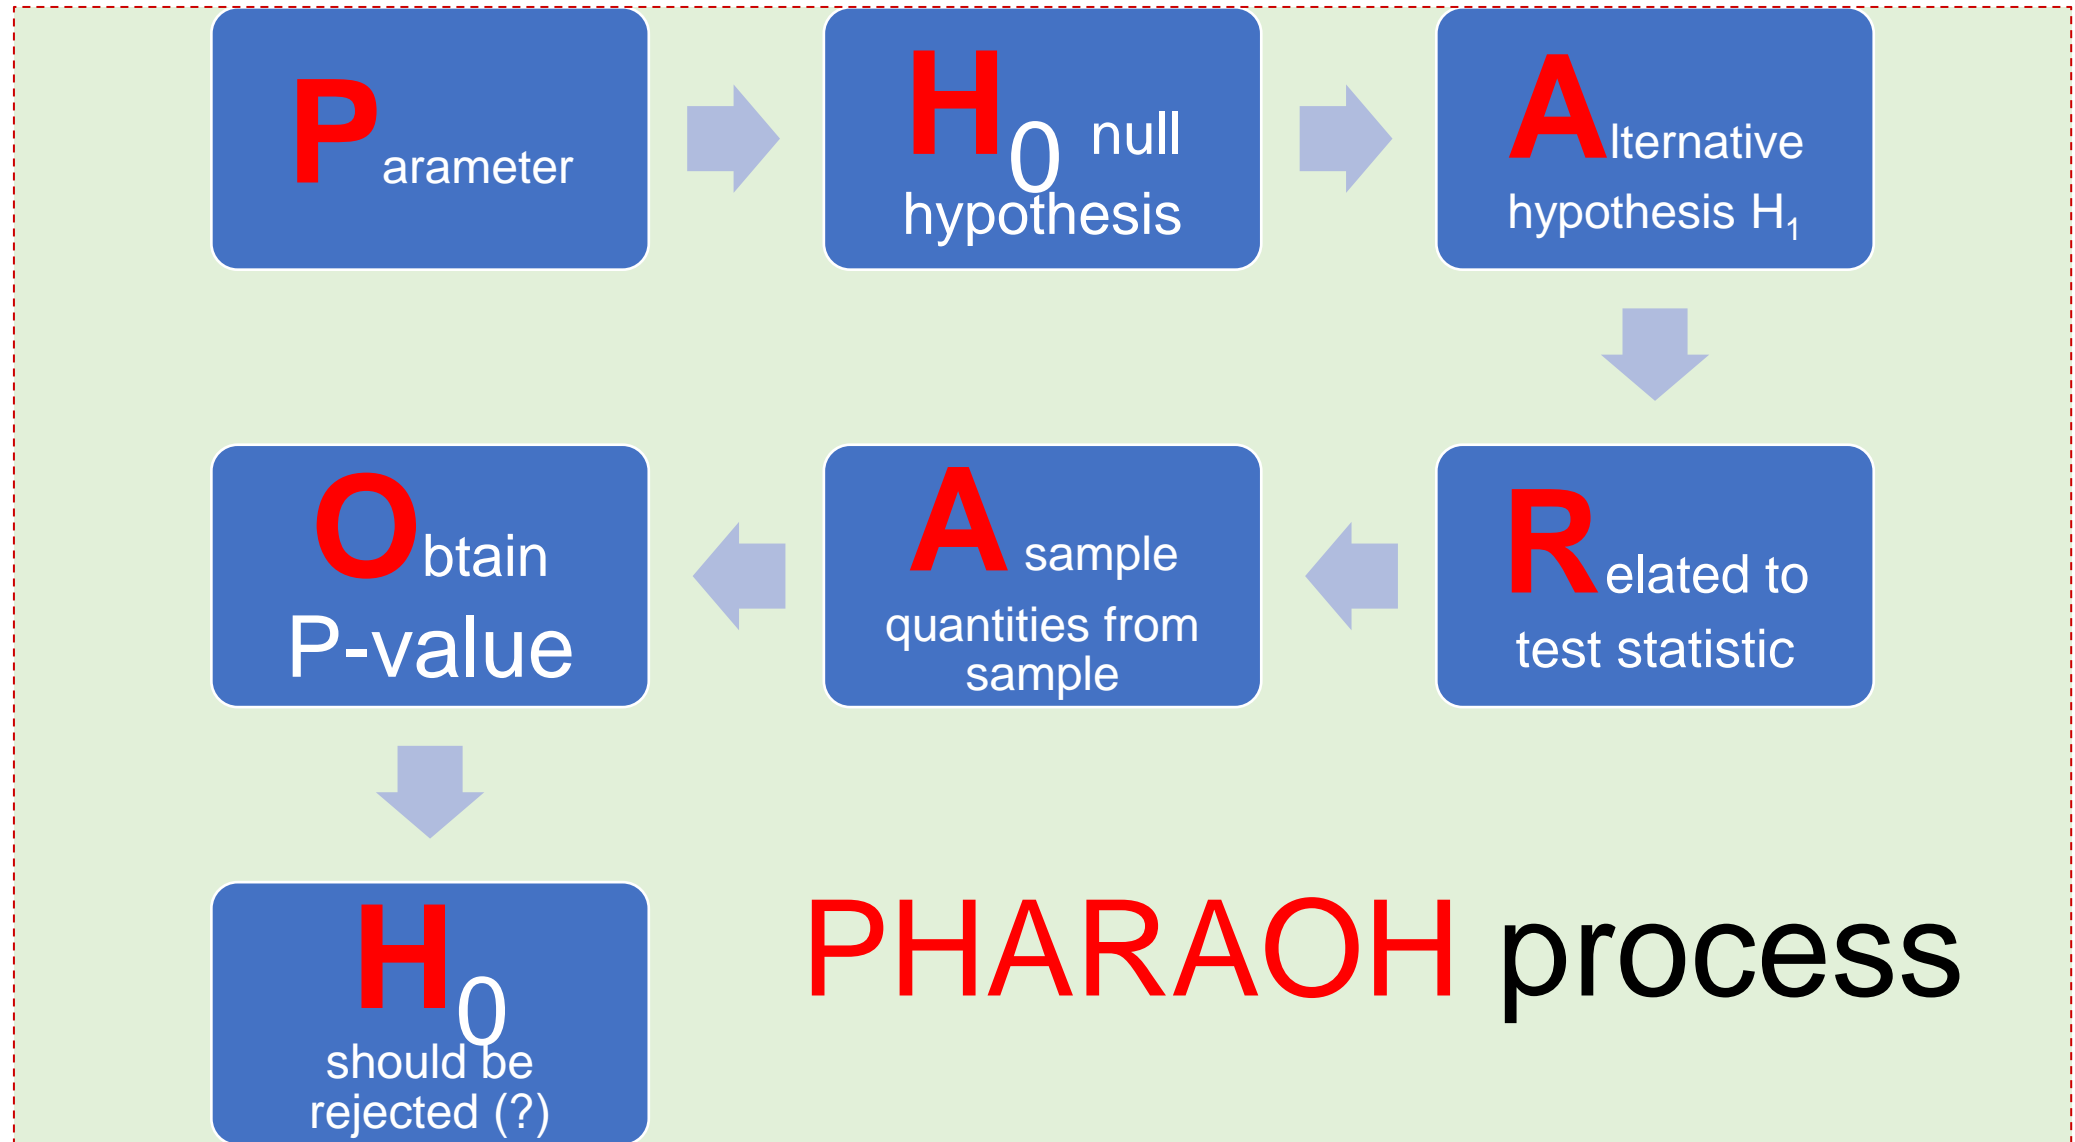 Parameter
H0 null
hypothesis
Alternative
hypothesis H₁
Related to
test statistic
A sample
quantities from
sample
Obtain
P-value
H0
should be
rejected (?)
PHARAOH process